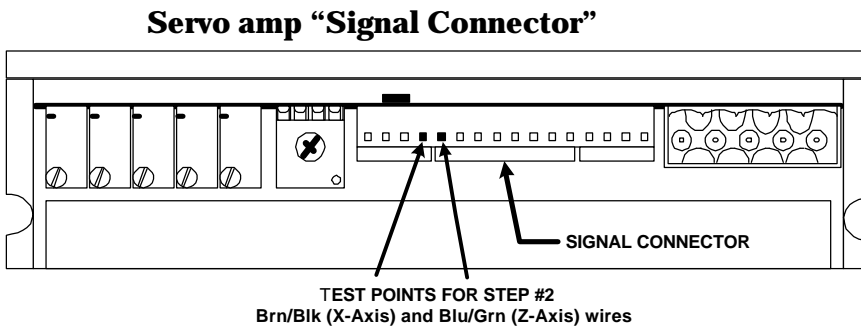 Servo amp “Signal Connector”
SIGNAL CONNECTOR
TEST POINTS FOR STEP #2
Brn/Blk (X-Axis) and Blu/Grn (Z-Axis) wires